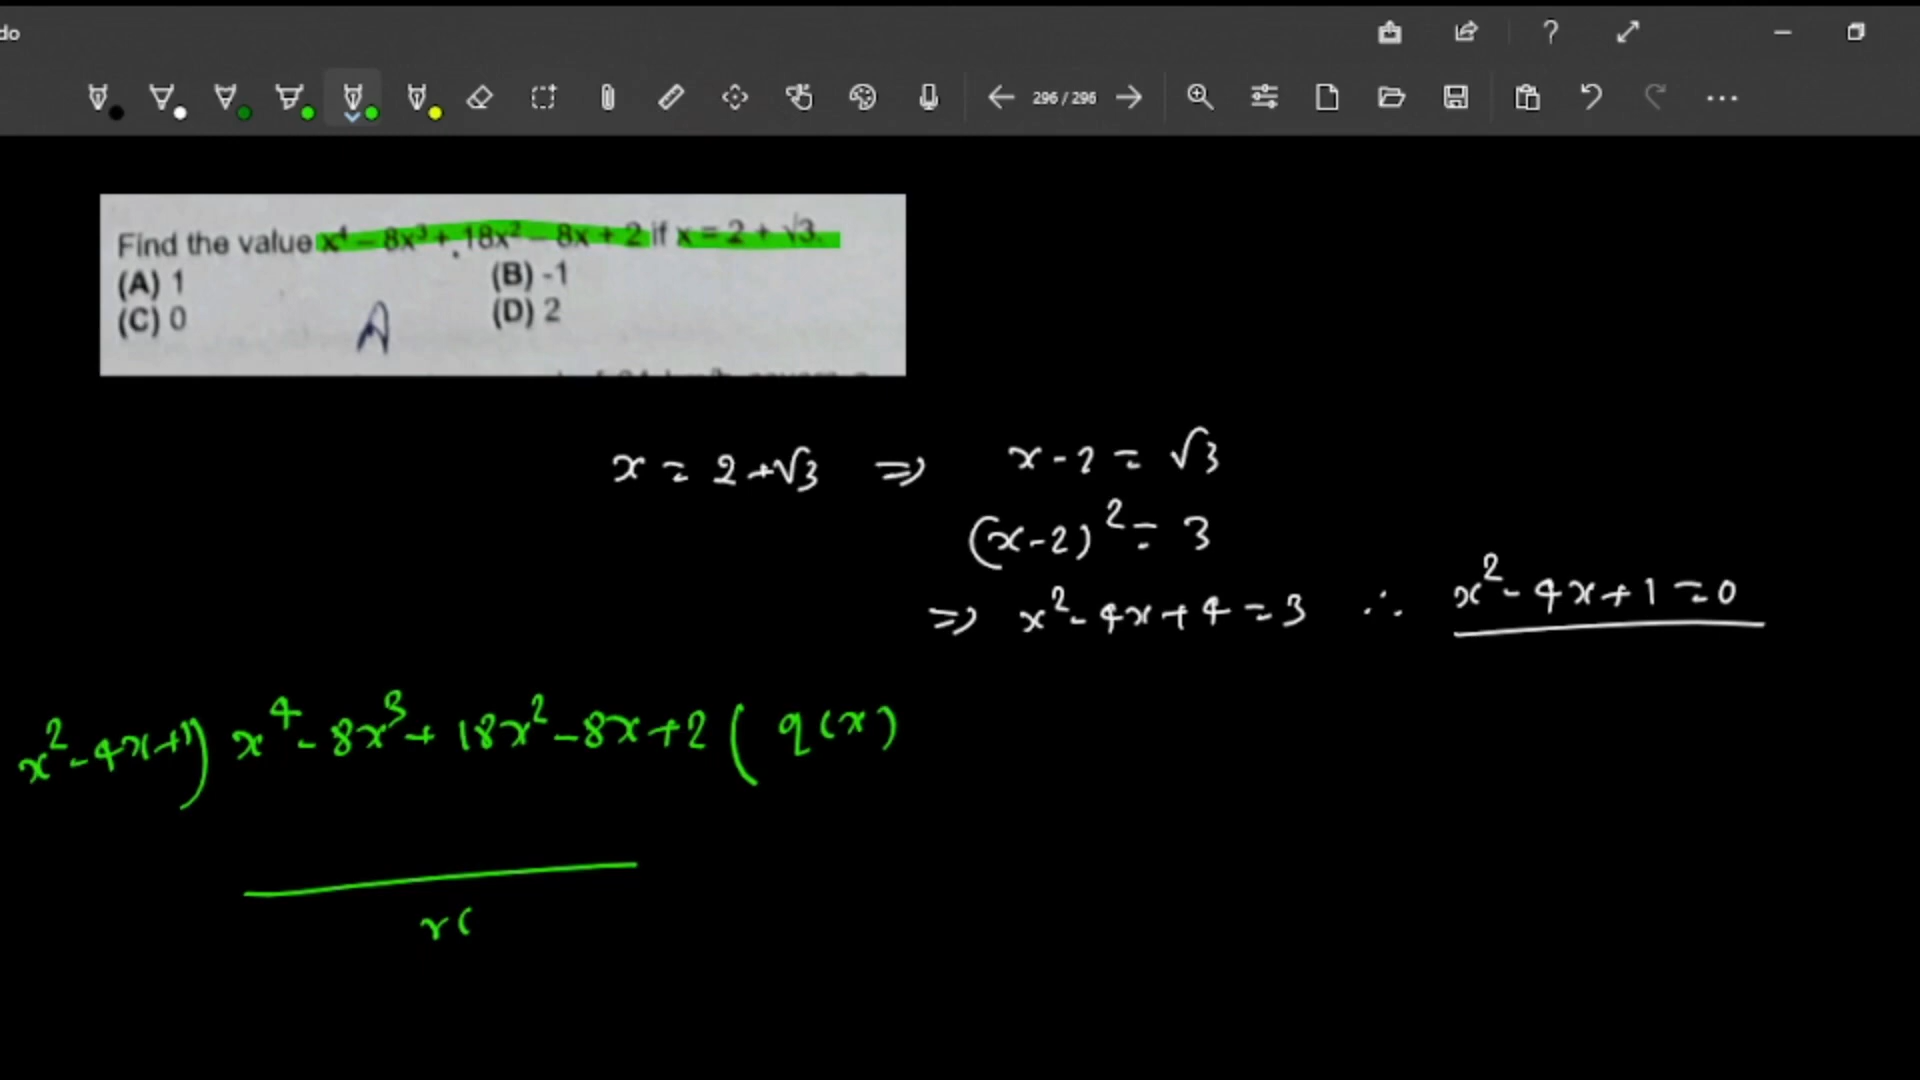 do
296 / 296
Find the value x⁴ – 8x³ + 18x² – 8x + 2 if x = 2 + √3.
(A) 1 (B) -1
(C) 0 (D) 2
A
x = 2 + √3 ⇒ x - 2 = √3
(x - 2)² = 3
⇒ x² - 4x + 4 = 3 ∴ x² - 4x + 1 = 0
x² - 4x + 1) x⁴ - 8x³ + 18x² - 8x + 2 ( q(x)
r(